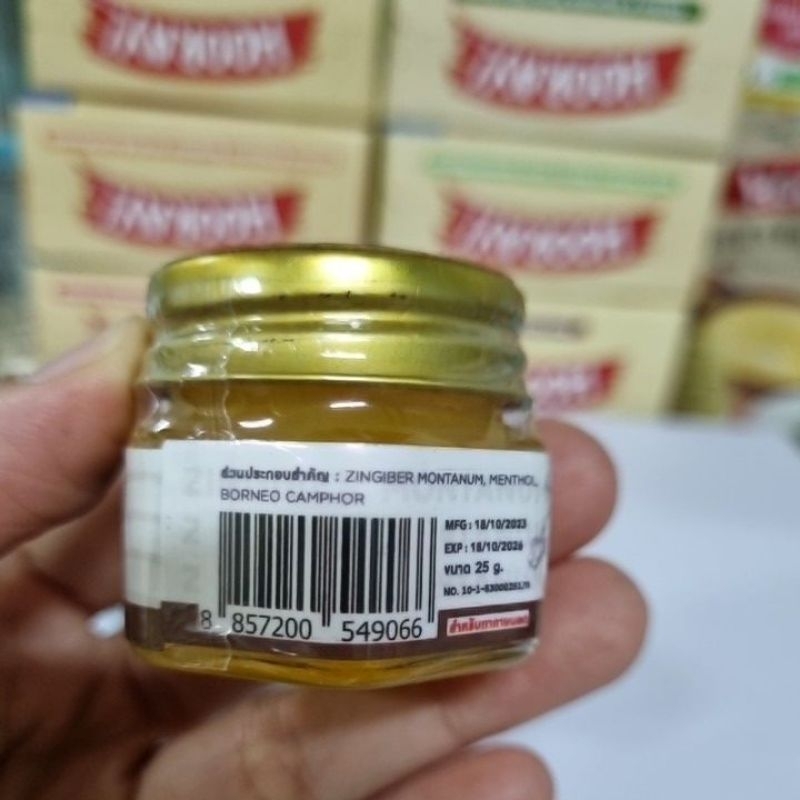 ส่วนประกอบสำคัญ : ZINGIBER MONTANUM, MENTHOL,
BORNEO CAMPHOR
MFG : 18/10/2023
EXP : 18/10/2026
ขนาด 25 g.
8 857200 549066